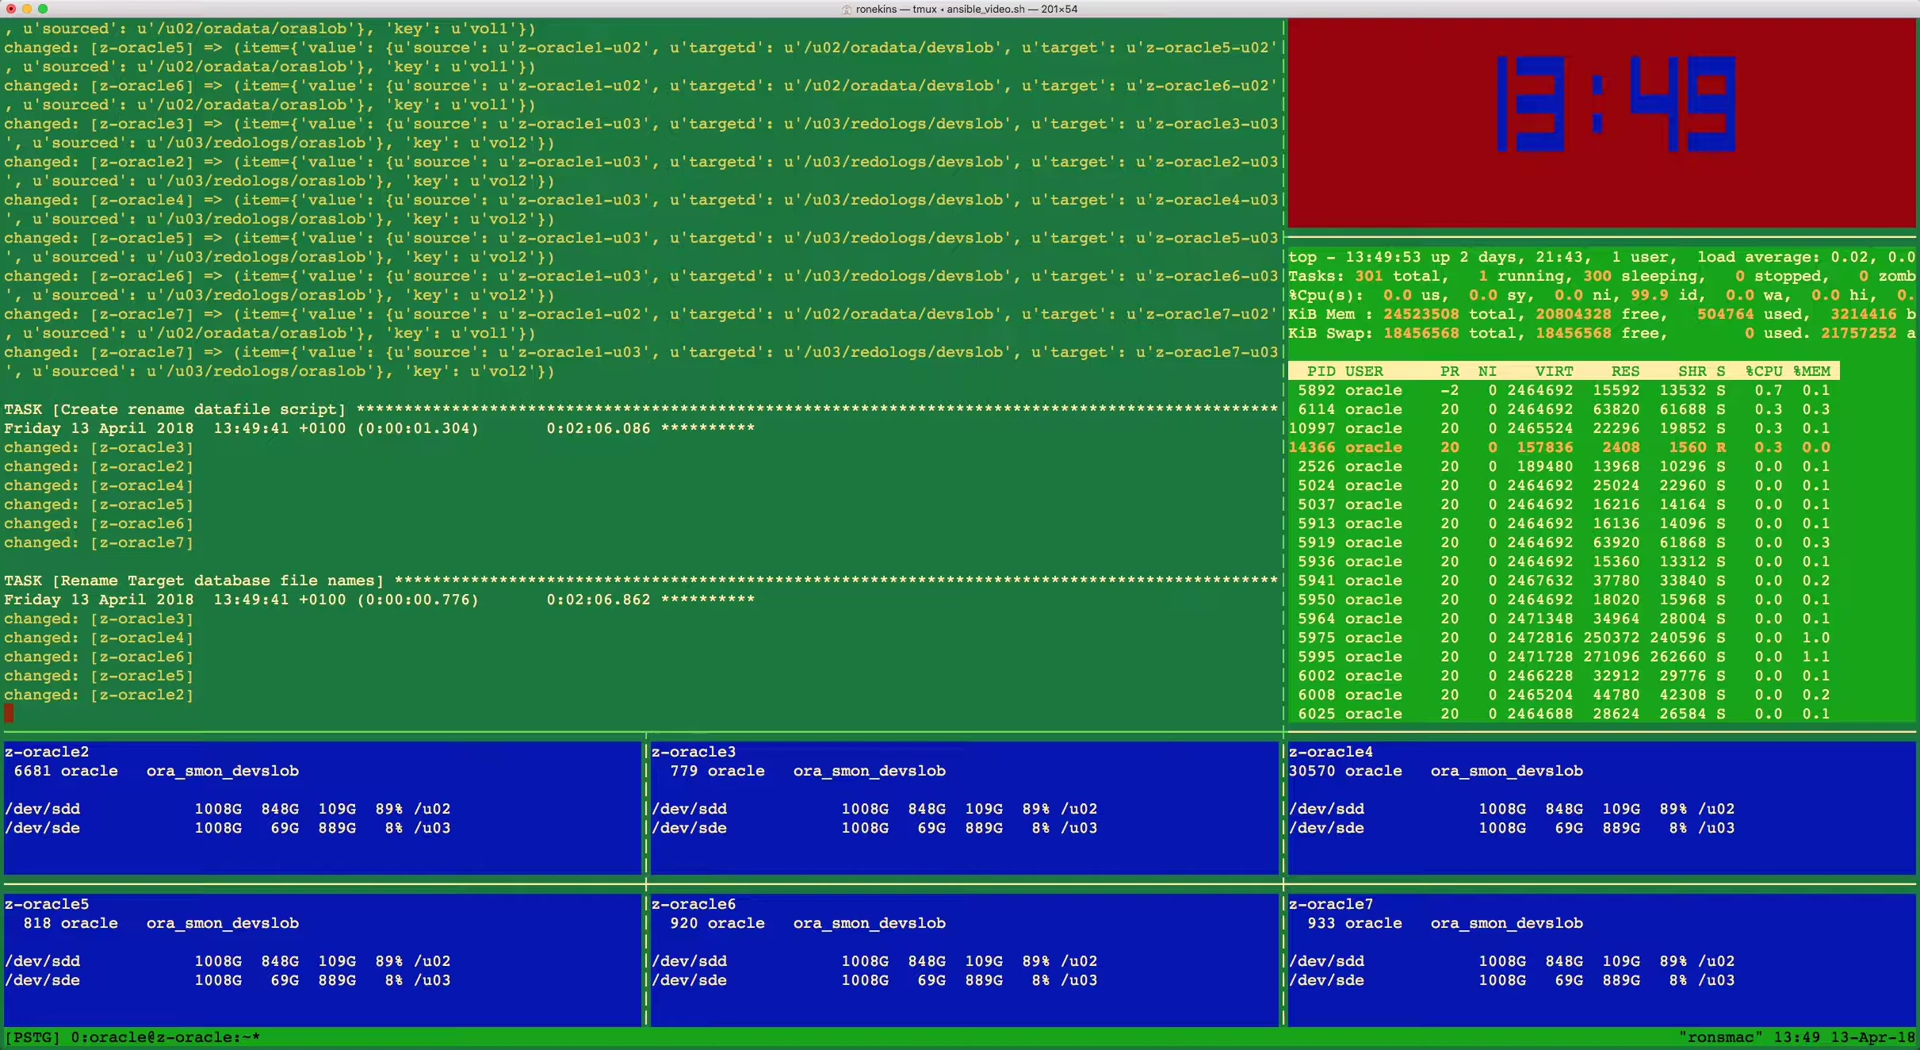 ronekins — tmux • ansible_video.sh — 201×54
, u'sourced': u'/u02/oradata/oraslob'}, 'key': u'vol1'})
changed: [z-oracle5] => (item={'value': {u'source': u'z-oracle1-u02', u'targetd': u'/u02/oradata/devslob', u'target': u'z-oracle5-u02'
, u'sourced': u'/u02/oradata/oraslob'}, 'key': u'vol1'})
changed: [z-oracle6] => (item={'value': {u'source': u'z-oracle1-u02', u'targetd': u'/u02/oradata/devslob', u'target': u'z-oracle6-u02'
, u'sourced': u'/u02/oradata/oraslob'}, 'key': u'vol1'})
changed: [z-oracle3] => (item={'value': {u'source': u'z-oracle1-u03', u'targetd': u'/u03/redologs/devslob', u'target': u'z-oracle3-u03
', u'sourced': u'/u03/redologs/oraslob'}, 'key': u'vol2'})
changed: [z-oracle2] => (item={'value': {u'source': u'z-oracle1-u03', u'targetd': u'/u03/redologs/devslob', u'target': u'z-oracle2-u03
', u'sourced': u'/u03/redologs/oraslob'}, 'key': u'vol2'})
changed: [z-oracle4] => (item={'value': {u'source': u'z-oracle1-u03', u'targetd': u'/u03/redologs/devslob', u'target': u'z-oracle4-u03
', u'sourced': u'/u03/redologs/oraslob'}, 'key': u'vol2'})
changed: [z-oracle5] => (item={'value': {u'source': u'z-oracle1-u03', u'targetd': u'/u03/redologs/devslob', u'target': u'z-oracle5-u03
', u'sourced': u'/u03/redologs/oraslob'}, 'key': u'vol2'})
changed: [z-oracle6] => (item={'value': {u'source': u'z-oracle1-u03', u'targetd': u'/u03/redologs/devslob', u'target': u'z-oracle6-u03
', u'sourced': u'/u03/redologs/oraslob'}, 'key': u'vol2'})
changed: [z-oracle7] => (item={'value': {u'source': u'z-oracle1-u02', u'targetd': u'/u02/oradata/devslob', u'target': u'z-oracle7-u02'
, u'sourced': u'/u02/oradata/oraslob'}, 'key': u'vol1'})
changed: [z-oracle7] => (item={'value': {u'source': u'z-oracle1-u03', u'targetd': u'/u03/redologs/devslob', u'target': u'z-oracle7-u03
', u'sourced': u'/u03/redologs/oraslob'}, 'key': u'vol2'})
TASK [Create rename datafile script] *************************************************************************************************
Friday 13 April 2018  13:49:41 +0100 (0:00:01.304)       0:02:06.086 **********
changed: [z-oracle3]
changed: [z-oracle2]
changed: [z-oracle4]
changed: [z-oracle5]
changed: [z-oracle6]
changed: [z-oracle7]
TASK [Rename Target database file names] *********************************************************************************************
Friday 13 April 2018  13:49:41 +0100 (0:00:00.776)       0:02:06.862 **********
changed: [z-oracle3]
changed: [z-oracle4]
changed: [z-oracle6]
changed: [z-oracle5]
changed: [z-oracle2]
13:49
top - 13:49:53 up 2 days, 21:43,  1 user,  load average: 0.02, 0.0
Tasks: 301 total,   1 running, 300 sleeping,   0 stopped,   0 zomb
%Cpu(s):  0.0 us,  0.0 sy,  0.0 ni, 99.9 id,  0.0 wa,  0.0 hi,  0.
KiB Mem : 24523508 total, 20804328 free,   504764 used,  3214416 b
KiB Swap: 18456568 total, 18456568 free,        0 used. 21757252 a
PID USER      PR  NI    VIRT    RES    SHR S  %CPU %MEM
5892 oracle    -2   0 2464692  15592  13532 S   0.7  0.1
6114 oracle    20   0 2464692  63820  61688 S   0.3  0.3
10997 oracle    20   0 2465524  22296  19852 S   0.3  0.1
14366 oracle    20   0  157836   2408   1560 R   0.3  0.0
2526 oracle    20   0  189480  13968  10296 S   0.0  0.1
5024 oracle    20   0 2464692  25024  22960 S   0.0  0.1
5037 oracle    20   0 2464692  16216  14164 S   0.0  0.1
5913 oracle    20   0 2464692  16136  14096 S   0.0  0.1
5919 oracle    20   0 2464692  63920  61868 S   0.0  0.3
5936 oracle    20   0 2464692  15360  13312 S   0.0  0.1
5941 oracle    20   0 2467632  37780  33840 S   0.0  0.2
5950 oracle    20   0 2464692  18020  15968 S   0.0  0.1
5964 oracle    20   0 2471348  34964  28004 S   0.0  0.1
5975 oracle    20   0 2472816 250372 240596 S   0.0  1.0
5995 oracle    20   0 2471728 271096 262660 S   0.0  1.1
6002 oracle    20   0 2466228  32912  29776 S   0.0  0.1
6008 oracle    20   0 2465204  44780  42308 S   0.0  0.2
6025 oracle    20   0 2464688  28624  26584 S   0.0  0.1
z-oracle2
6681 oracle   ora_smon_devslob
/dev/sdd            1008G  848G  109G  89% /u02
/dev/sde            1008G   69G  889G   8% /u03
z-oracle3
779 oracle   ora_smon_devslob
/dev/sdd            1008G  848G  109G  89% /u02
/dev/sde            1008G   69G  889G   8% /u03
z-oracle4
30570 oracle   ora_smon_devslob
/dev/sdd            1008G  848G  109G  89% /u02
/dev/sde            1008G   69G  889G   8% /u03
z-oracle5
818 oracle   ora_smon_devslob
/dev/sdd            1008G  848G  109G  89% /u02
/dev/sde            1008G   69G  889G   8% /u03
z-oracle6
920 oracle   ora_smon_devslob
/dev/sdd            1008G  848G  109G  89% /u02
/dev/sde            1008G   69G  889G   8% /u03
z-oracle7
933 oracle   ora_smon_devslob
/dev/sdd            1008G  848G  109G  89% /u02
/dev/sde            1008G   69G  889G   8% /u03
[PSTG] 0:oracle@z-oracle:~*
"ronsmac" 13:49 13-Apr-18